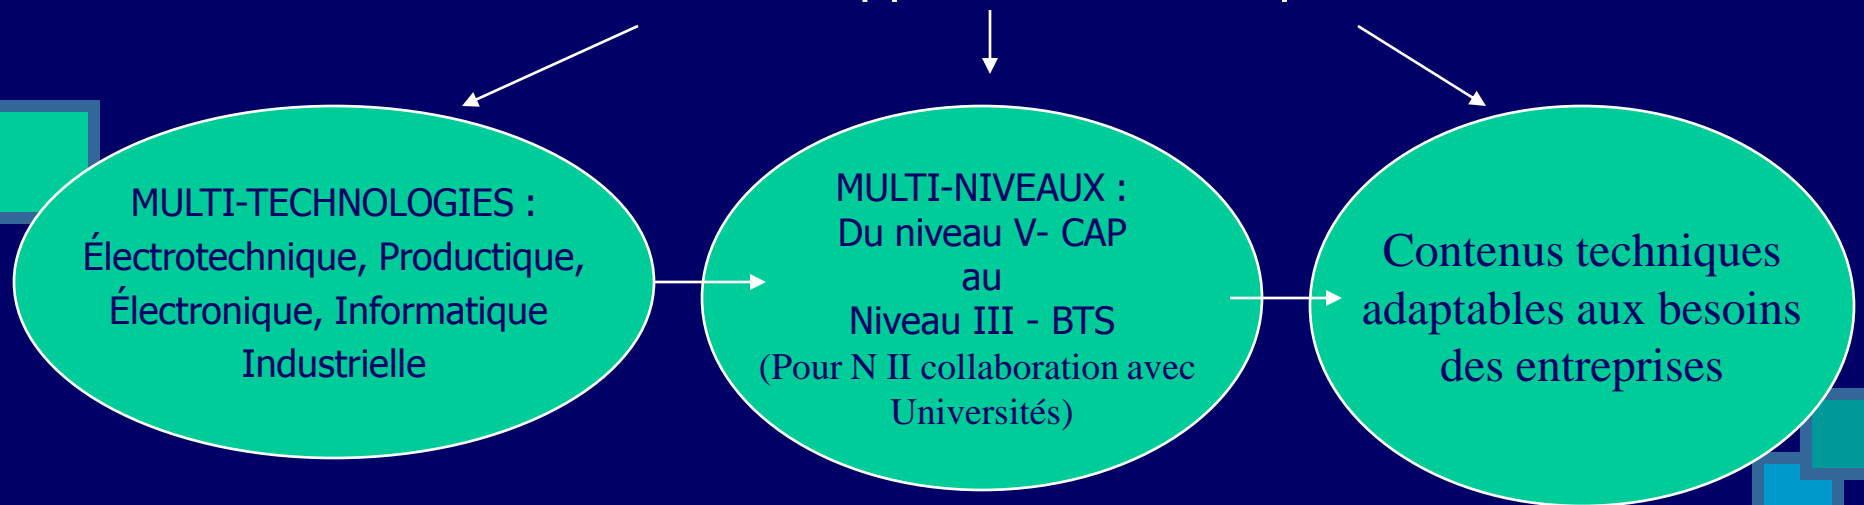 MULTI-TECHNOLOGIES :
Électrotechnique, Productique,
Électronique, Informatique
Industrielle
MULTI-NIVEAUX :
Du niveau V- CAP
au
Niveau III - BTS
(Pour N II collaboration avec
Universités)
Contenus techniques
adaptables aux besoins
des entreprises